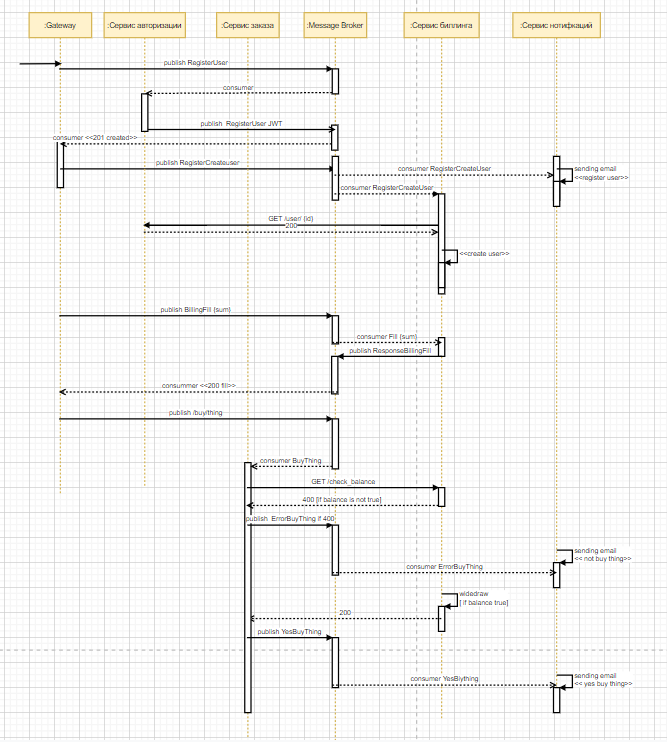 :Gateway
:Сервис авторизации
:Сервис заказа
:Message Broker
:Сервис биллинга
:Сервис нотифкаций
publish RegisterUser
consumer
publish RegisterUser JWT
consumer <<201 created>>
publish RegisterCreateuser
consumer RegisterCreateUser
sending email
<<register user>>
consumer RegisterCreateUser
GET /user/ (id)
200
<<create user>>
publish BillingFill (sum)
consumer Fill (sum)
publish ResponseBillingFill
consummer <<200 fill>>
publish /buy/thing
consumer BuyThing
GET /check_balance
400 [if balance is not true]
publish ErrorBuyThing if 400
sending email
<< not buy thing>>
consumer ErrorBuyThing
widedraw
[ if balance true]
200
publish YesBuyThing
sending email
<< yes buy thing>>
consumer YesBiything